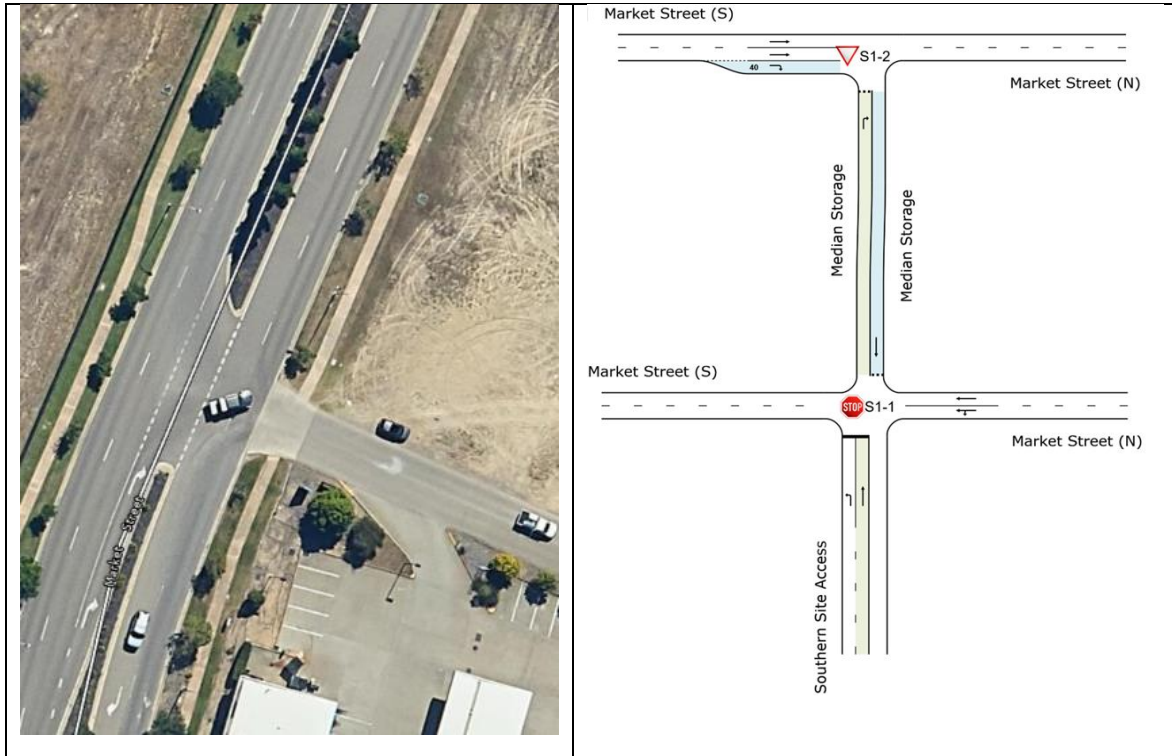 Market Street
Market Street (S)
S1-2
40
Market Street (N)
Median Storage
Median Storage
Market Street (S)
STOP
S1-1
Market Street (N)
Southern Site Access